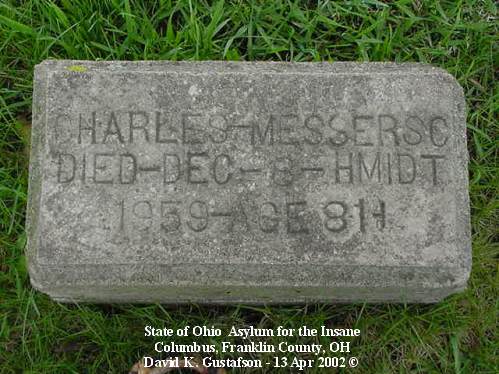 CHARLES-MESSERSC
DIED-DEC-8-HMIDT
1959-AGE 81
State of Ohio Asylum for the Insane
Columbus, Franklin County, OH
David K. Gustafson - 13 Apr 2002 ©